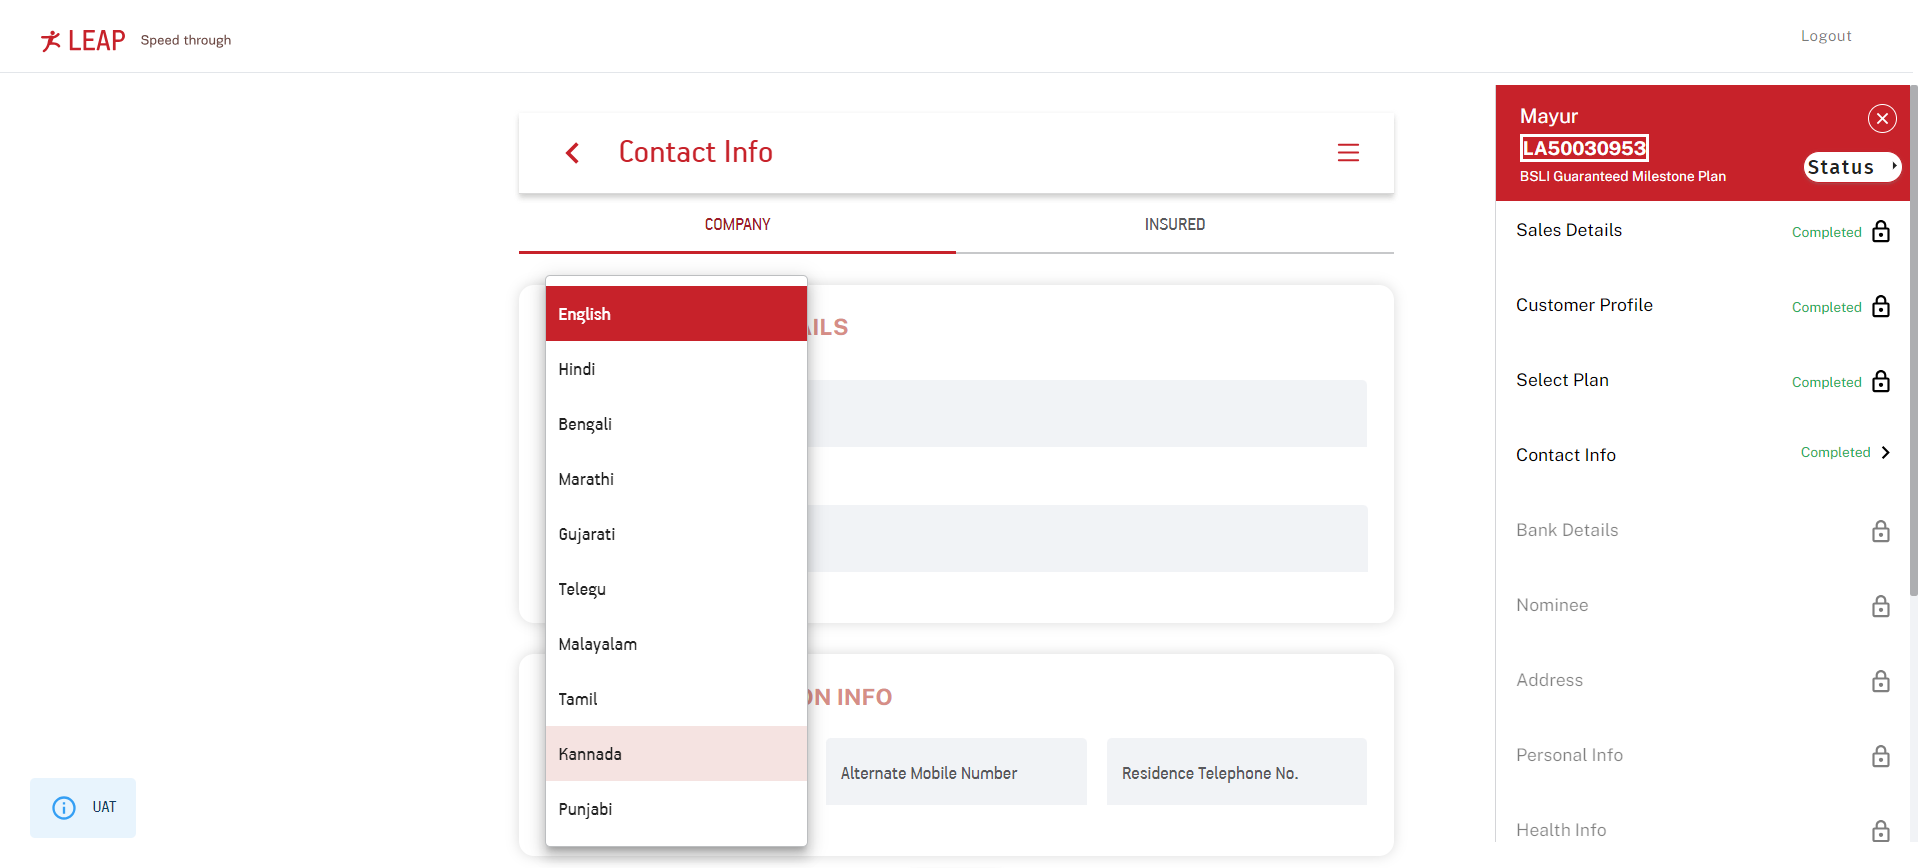 LEAP Speed through
Logout
Contact Info
COMPANY
INSURED
English
Hindi
Bengali
Marathi
Gujarati
Telegu
Malayalam
Tamil
Kannada
Punjabi
AILS
ON INFO
Alternate Mobile Number
Residence Telephone No.
Mayur
LA50030953
BSLI Guaranteed Milestone Plan
Status
Sales Details Completed
Customer Profile Completed
Select Plan Completed
Contact Info Completed
Bank Details
Nominee
Address
Personal Info
Health Info
UAT